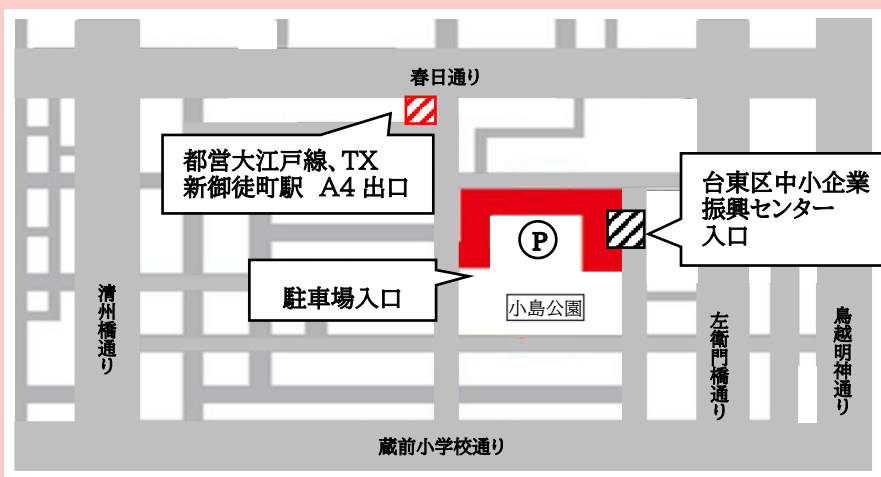 春日通り
都営大江戸線、TX
新御徒町駅 A4 出口
台東区中小企業
振興センター
入口
P
駐車場入口
小島公園
清州橋通り
左衛門橋通り
鳥越明神通り
蔵前小学校通り